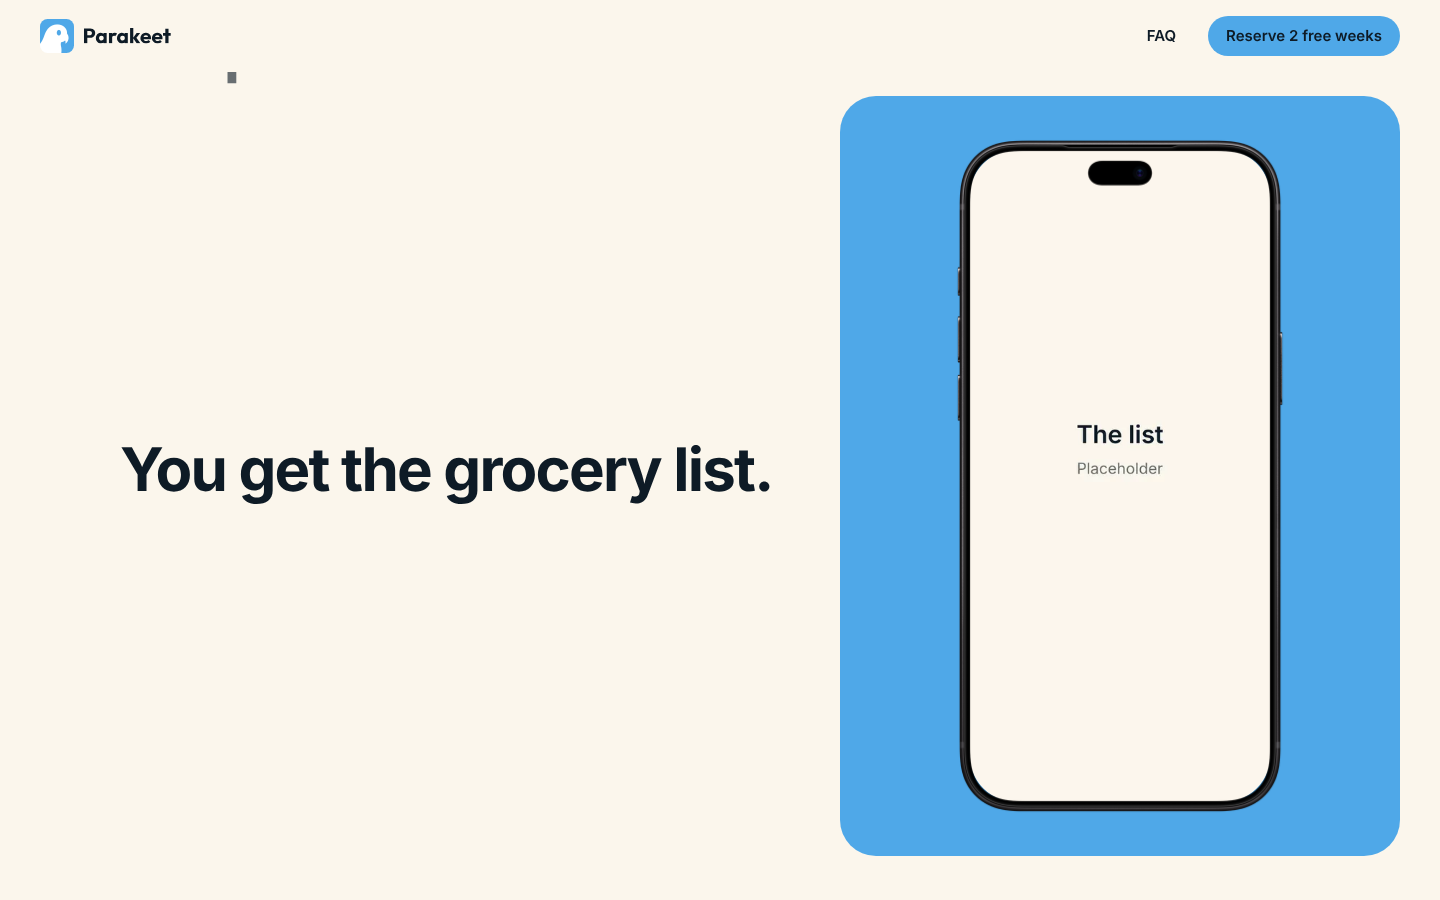 Parakeet
FAQ
Reserve 2 free weeks
You get the grocery list.
The list
Placeholder